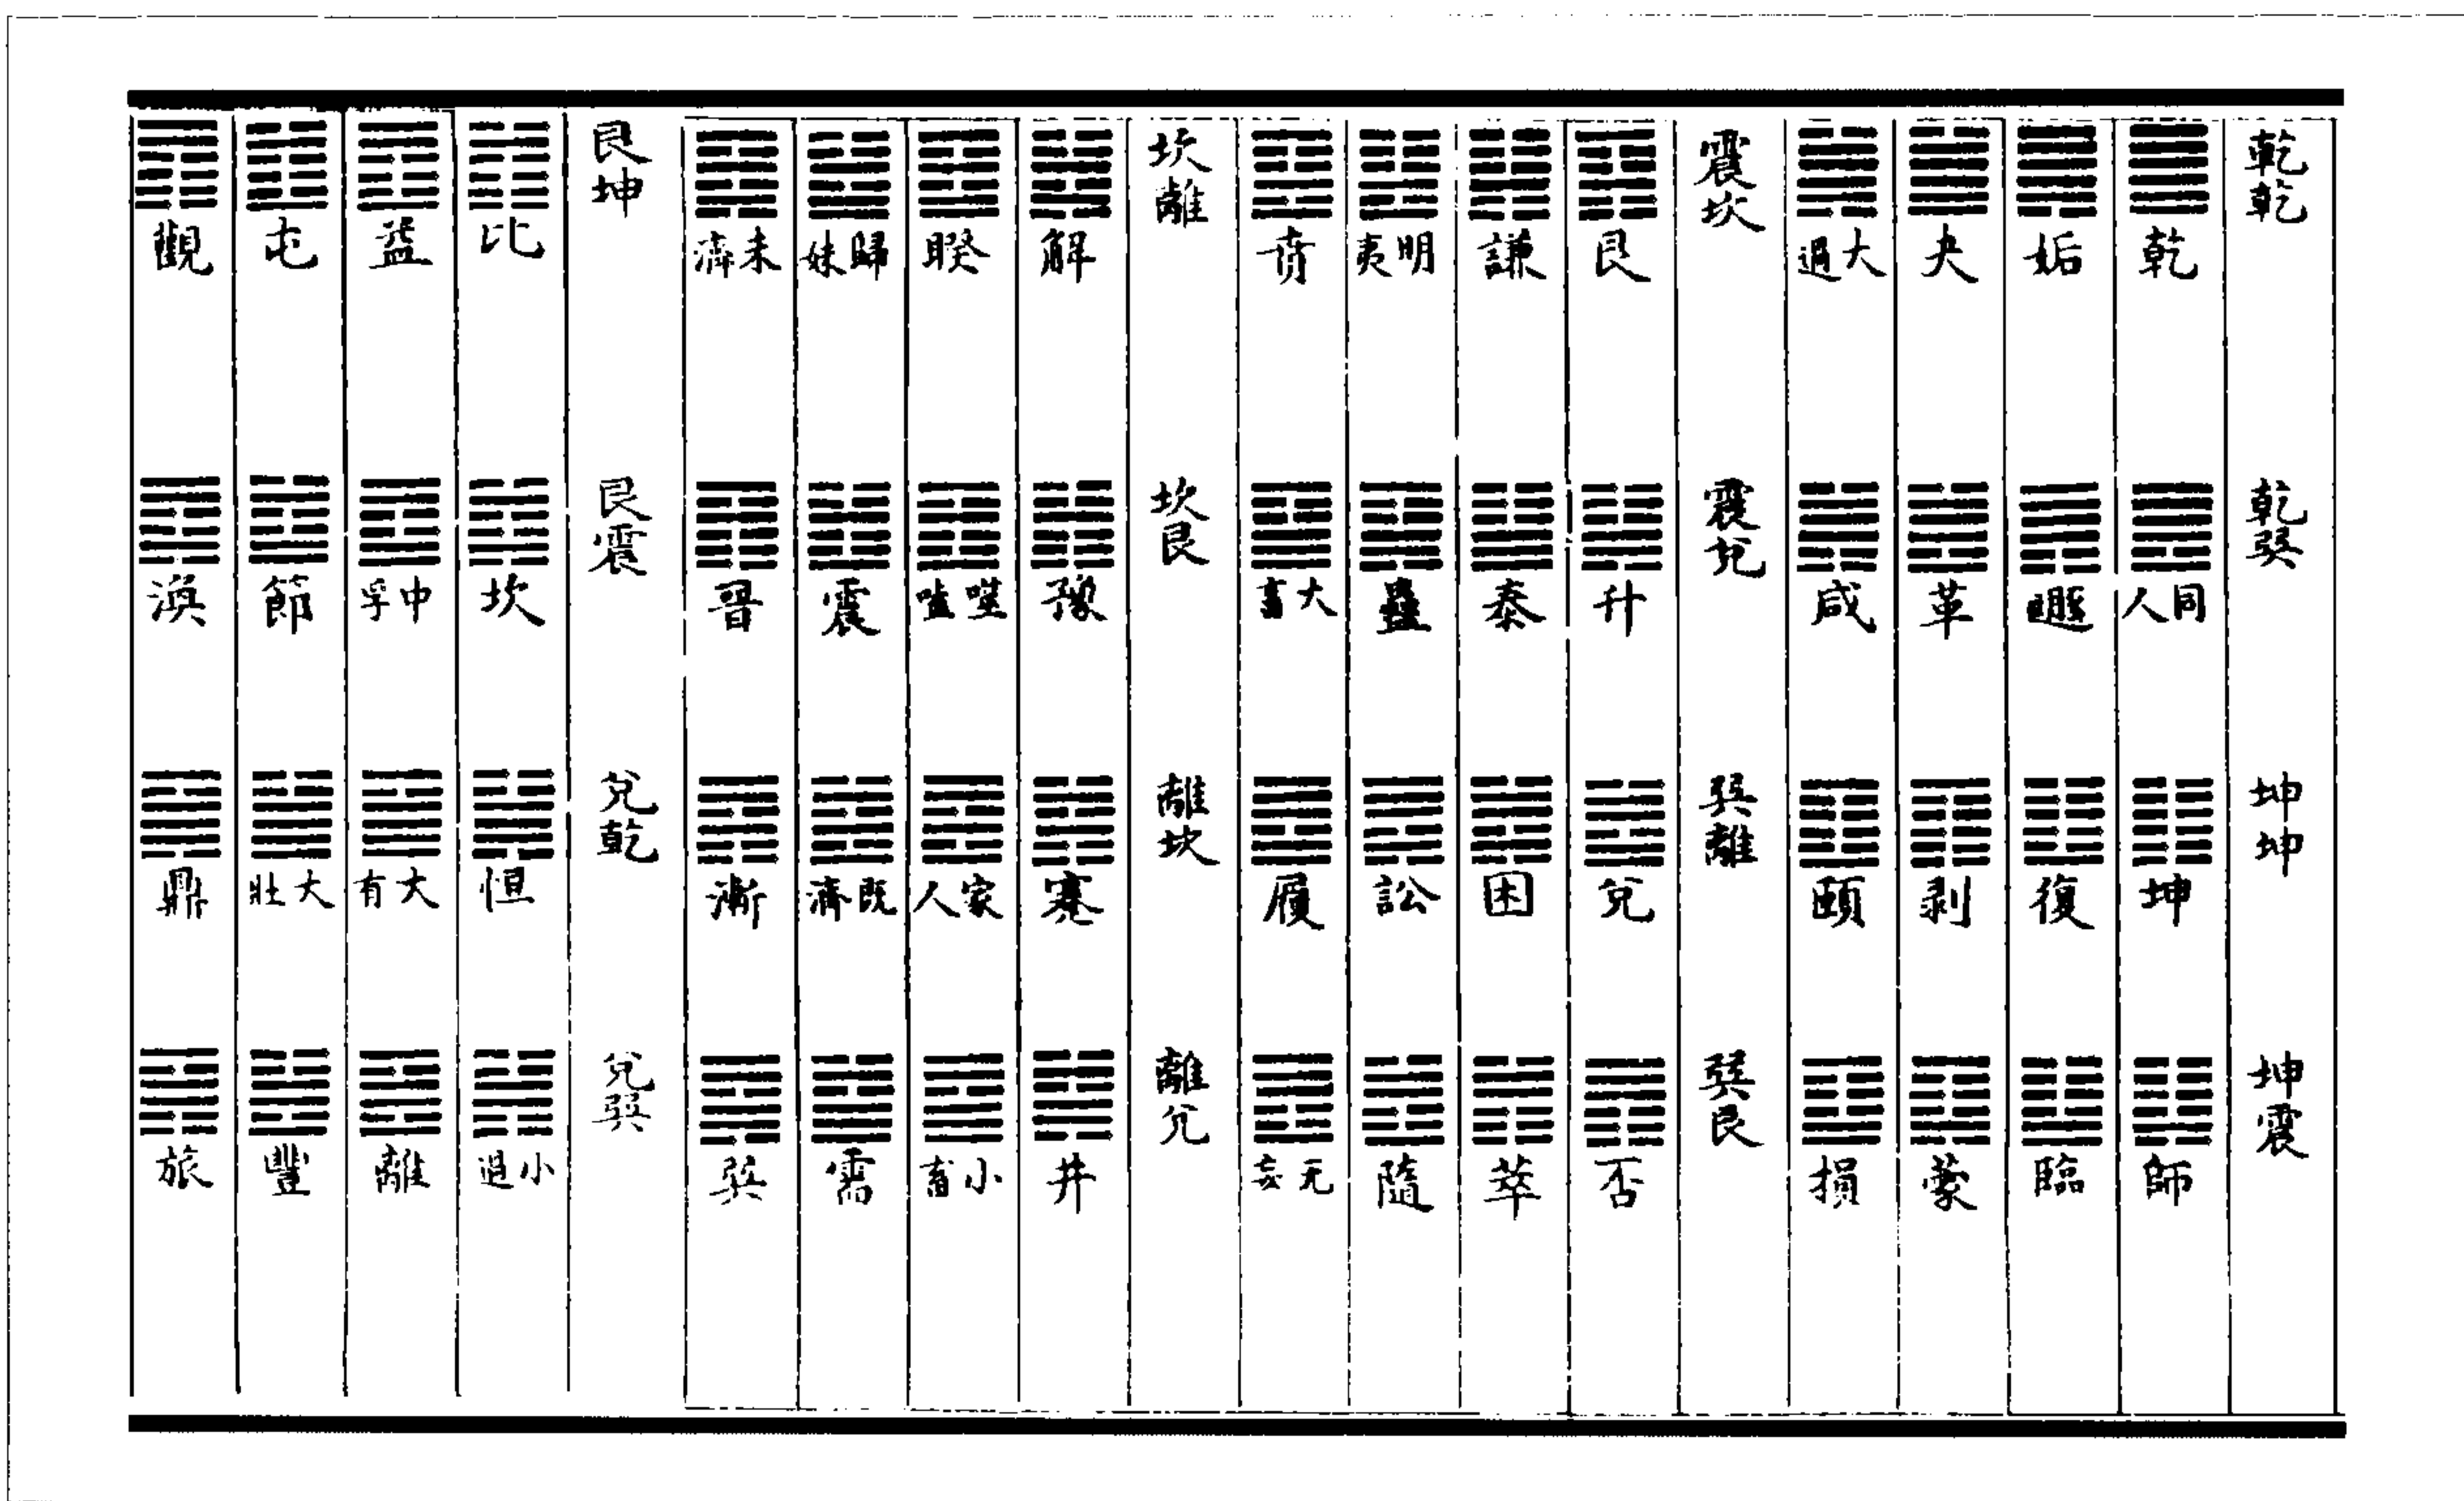 乾乾 乾巽 坤坤 坤震
乾 同人 坤 師
姤 遯 復 臨
夬 革 剥 蒙
大過 咸 頤 損
震坎 震兌 巽離 巽艮
艮 升 兌 否
謙 泰 困 萃
明夷 蠱 訟 隨
賁 大畜 履 无妄
坎離 坎艮 離坎 離兌
解 豫 蹇 井
睽 噬嗑 家人 小畜
歸妹 震 既濟 需
未濟 晉 漸 巽
艮坤 艮震 兌乾 兌巽
比 坎 恒 小過
益 中孚 大有 離
屯 節 大壯 豐
觀 渙 鼎 旅